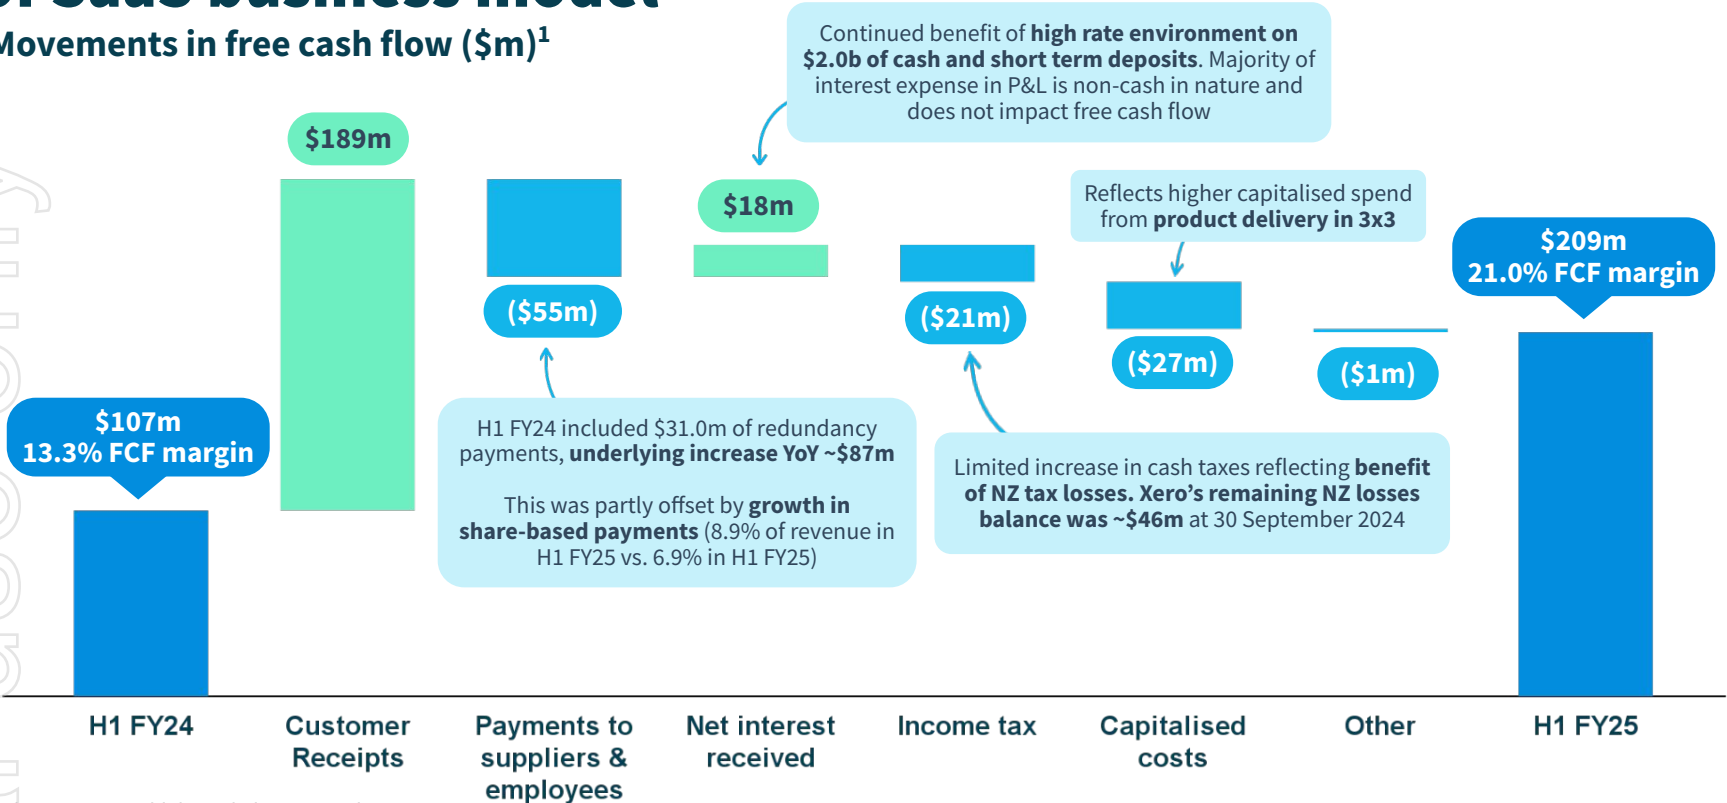 of SaaS business model
Movements in free cash flow ($m)1
Continued benefit of high rate environment on
$2.0b of cash and short term deposits. Majority of
interest expense in P&L is non-cash in nature and
does not impact free cash flow
$189m
$18m
Reflects higher capitalised spend
from product delivery in 3x3
$209m
21.0% FCF margin
($55m)
($21m)
($27m)
($1m)
$107m
13.3% FCF margin
H1 FY24 included $31.0m of redundancy
payments, underlying increase YoY ~$87m
This was partly offset by growth in
share-based payments (8.9% of revenue in
H1 FY25 vs. 6.9% in H1 FY25)
Limited increase in cash taxes reflecting benefit
of NZ tax losses. Xero’s remaining NZ losses
balance was ~$46m at 30 September 2024
H1 FY24
Customer
Receipts
Payments to
suppliers &
employees
Net interest
received
Income tax
Capitalised
costs
Other
H1 FY25